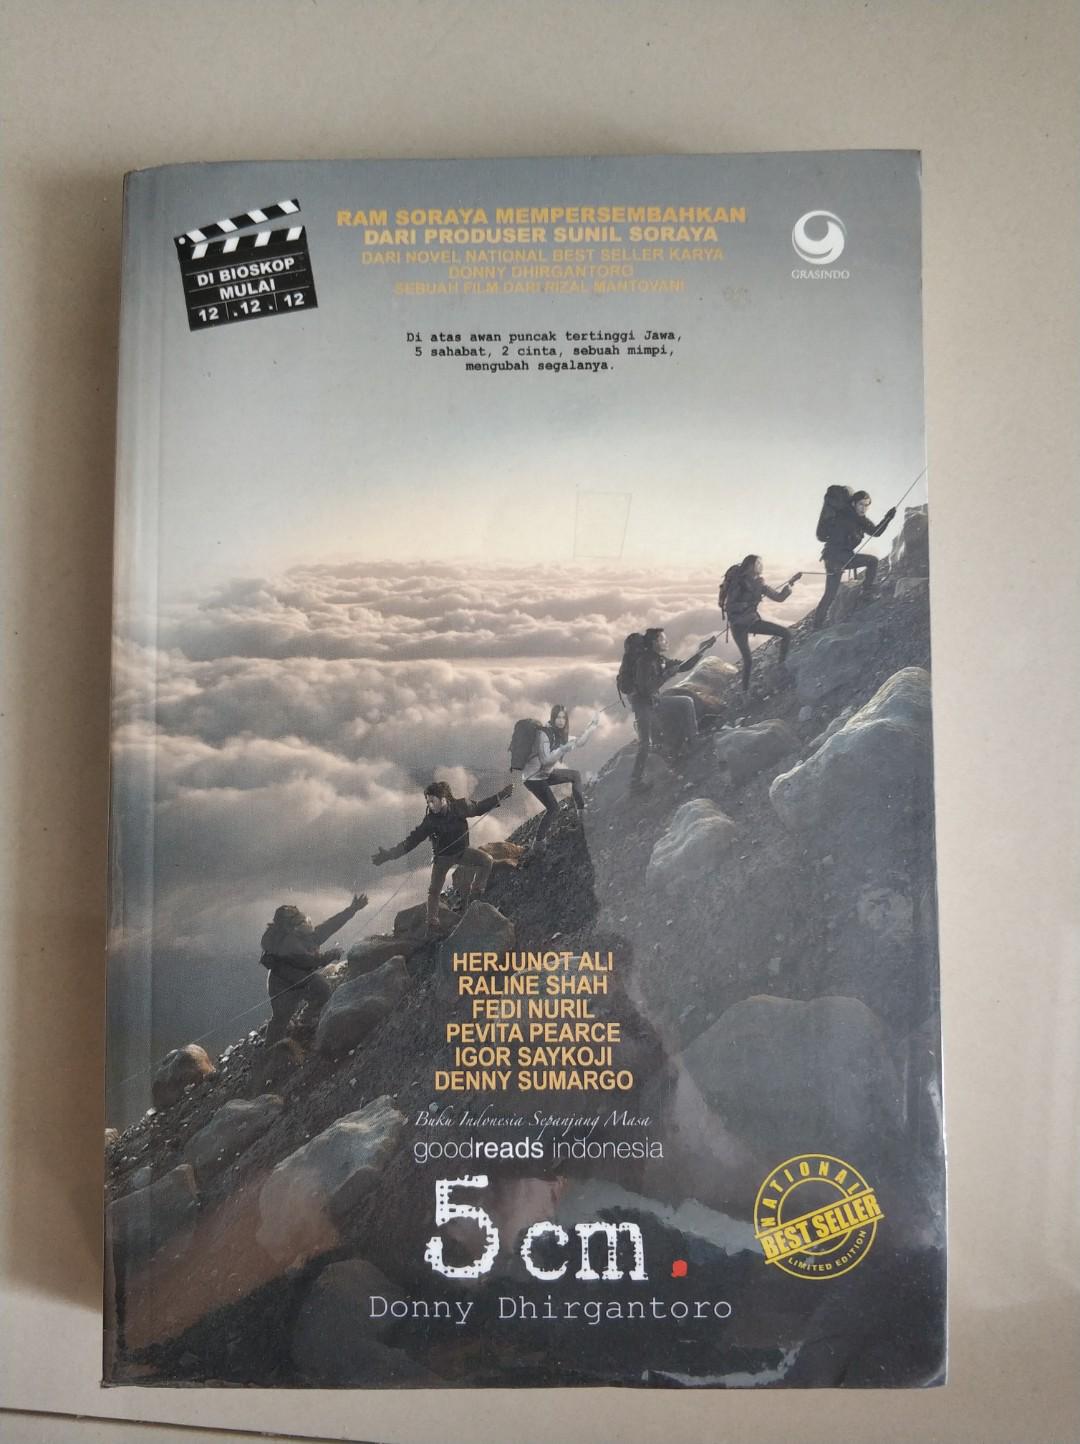 DI BIOSKOP
MULAI
12 .12. 12
RAM SORAYA MEMPERSEMBAHKAN
DARI PRODUSER SUNIL SORAYA
DARI NOVEL NATIONAL BEST SELLER KARYA
DONNY DHIRGANTORO
SEBUAH FILM DARI RIZAL MANTOVANI
GRASINDO
Di atas awan puncak tertinggi Jawa,
5 sahabat, 2 cinta, sebuah mimpi,
mengubah segalanya.
HERJUNOT ALI
RALINE SHAH
FEDI NURIL
PEVITA PEARCE
IGOR SAYKOJI
DENNY SUMARGO
Buku Indonesia Sepanjang Masa
goodreads indonesia
5 cm.
Donny Dhirgantoro
NATIONAL
BEST SELLER
LIMITED EDITION